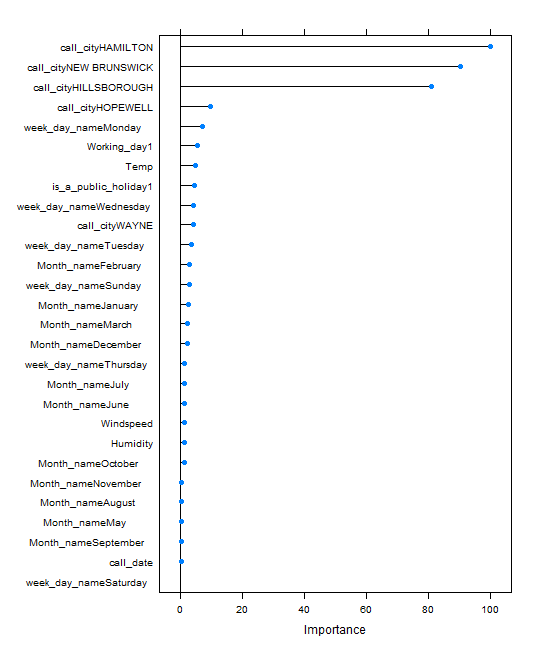 call_cityHAMILTON
call_cityNEW BRUNSWICK
call_cityHILLSBOROUGH
call_cityHOPEWELL
week_day_nameMonday
Working_day1
Temp
is_a_public_holiday1
week_day_nameWednesday
call_cityWAYNE
week_day_nameTuesday
Month_nameFebruary
week_day_nameSunday
Month_nameJanuary
Month_nameMarch
Month_nameDecember
week_day_nameThursday
Month_nameJuly
Month_nameJune
Windspeed
Humidity
Month_nameOctober
Month_nameNovember
Month_nameAugust
Month_nameMay
Month_nameSeptember
call_date
week_day_nameSaturday
0 20 40 60 80 100
Importance